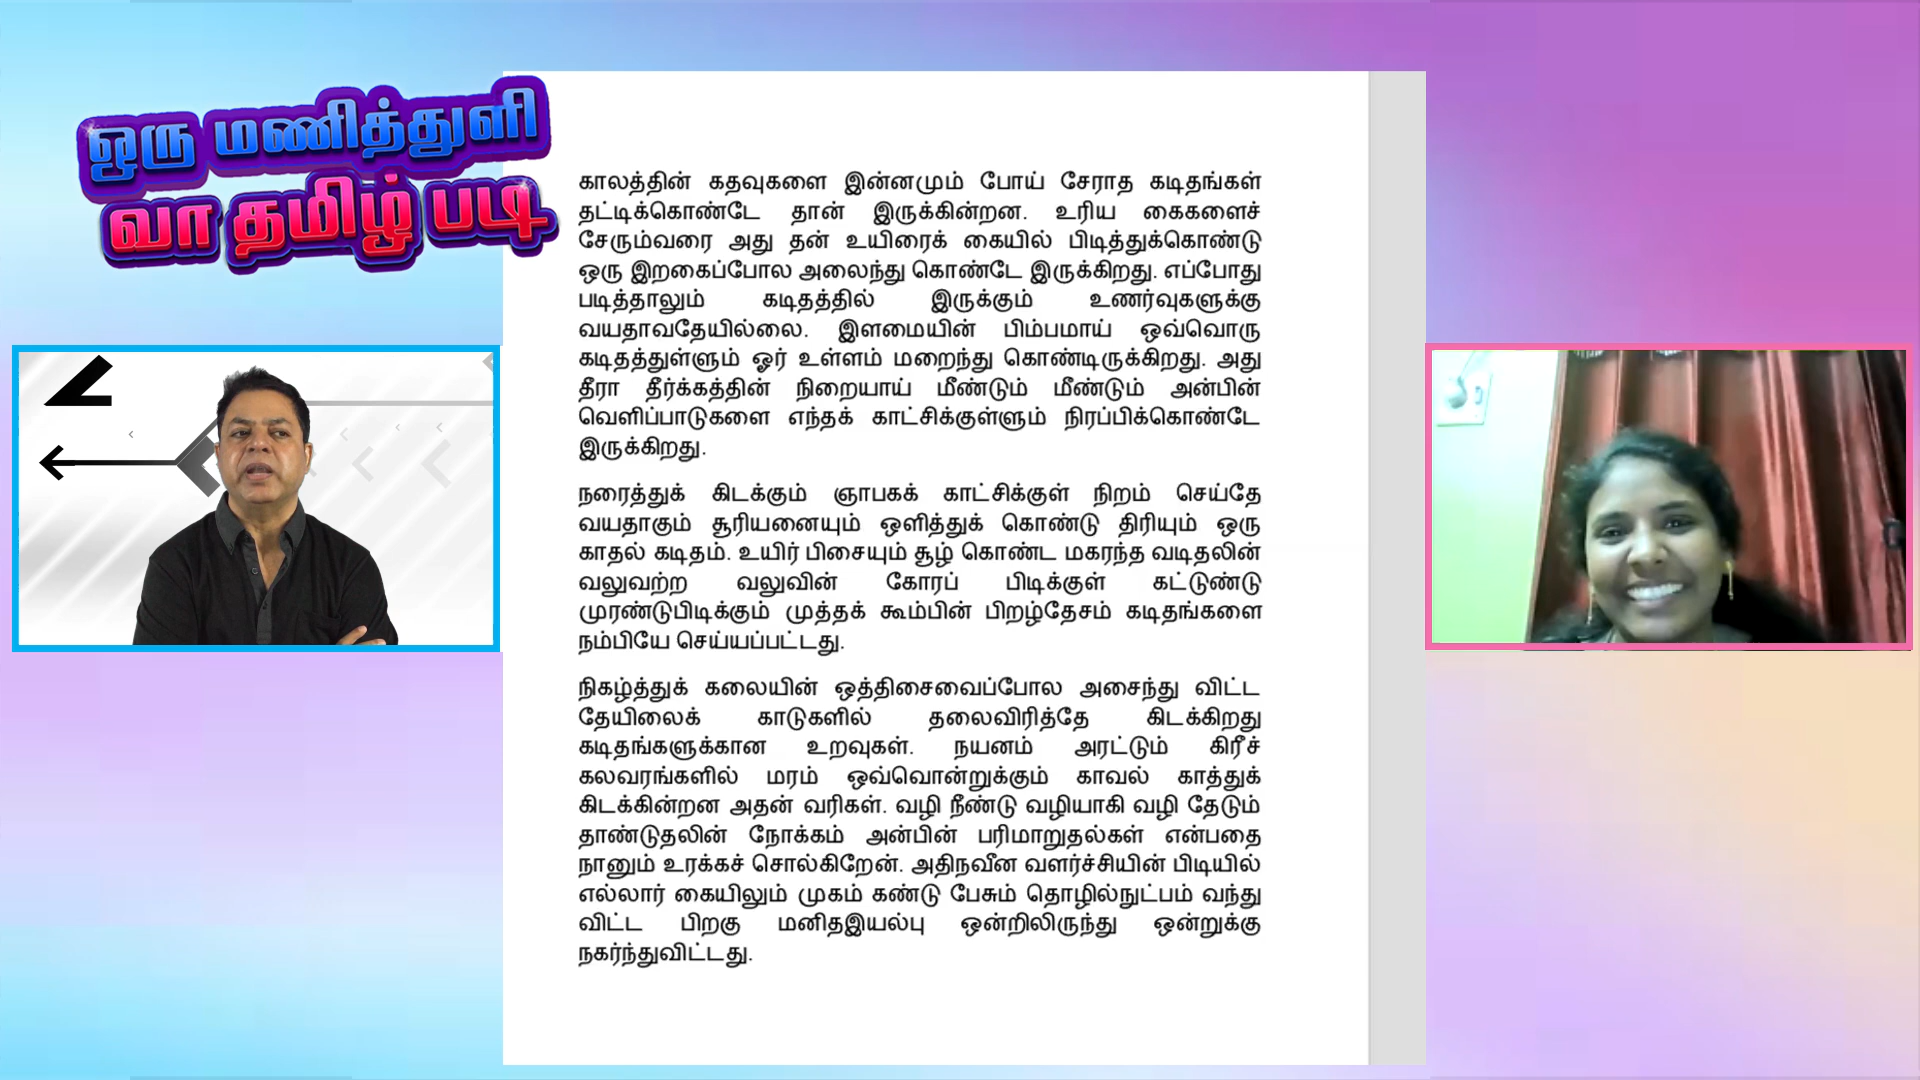 ஒரு மணித்துளி
வா தமிழ் படி
காலத்தின் கதவுகளை இன்னமும் போய் சேராத கடிதங்கள்
தட்டிக்கொண்டே தான் இருக்கின்றன. உரிய கைகளைச்
சேரும்வரை அது தன் உயிரைக் கையில் பிடித்துக்கொண்டு
ஒரு இறகைப்போல அலைந்து கொண்டே இருக்கிறது. எப்போது
படித்தாலும் கடிதத்தில் இருக்கும் உணர்வுகளுக்கு
வயதாவதேயில்லை. இளமையின் பிம்பமாய் ஒவ்வொரு
கடிதத்துள்ளும் ஓர் உள்ளம் மறைந்து கொண்டிருக்கிறது. அது
தீரா தீர்க்கத்தின் நிறையாய் மீண்டும் மீண்டும் அன்பின்
வெளிப்பாடுகளை எந்தக் காட்சிக்குள்ளும் நிரப்பிக்கொண்டே
இருக்கிறது.
நரைத்துக் கிடக்கும் ஞாபகக் காட்சிக்குள் நிறம் செய்தே
வயதாகும் சூரியனையும் ஒளித்துக் கொண்டு திரியும் ஒரு
காதல் கடிதம். உயிர் பிசையும் சூழ் கொண்ட மகரந்த வடிதலின்
வலுவற்ற வலுவின் கோரப் பிடிக்குள் கட்டுண்டு
முரண்டுபிடிக்கும் முத்தக் கூம்பின் பிறழ்தேசம் கடிதங்களை
நம்பியே செய்யப்பட்டது.
நிகழ்த்துக் கலையின் ஒத்திசைவைப்போல அசைந்து விட்ட
தேயிலைக் காடுகளில் தலைவிரித்தே கிடக்கிறது
கடிதங்களுக்கான உறவுகள். நயனம் அரட்டும் கிரீச்
கலவரங்களில் மரம் ஒவ்வொன்றுக்கும் காவல் காத்துக்
கிடக்கின்றன அதன் வரிகள். வழி நீண்டு வழியாகி வழி தேடும்
தாண்டுதலின் நோக்கம் அன்பின் பரிமாறுதல்கள் என்பதை
நானும் உரக்கச் சொல்கிறேன். அதிநவீன வளர்ச்சியின் பிடியில்
எல்லார் கையிலும் முகம் கண்டு பேசும் தொழில்நுட்பம் வந்து
விட்ட பிறகு மனிதஇயல்பு ஒன்றிலிருந்து ஒன்றுக்கு
நகர்ந்துவிட்டது.